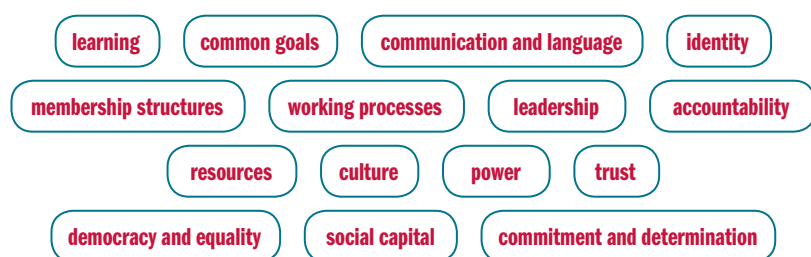 learning common goals communication and language identity
membership structures working processes leadership accountability
resources culture power trust
democracy and equality social capital commitment and determination